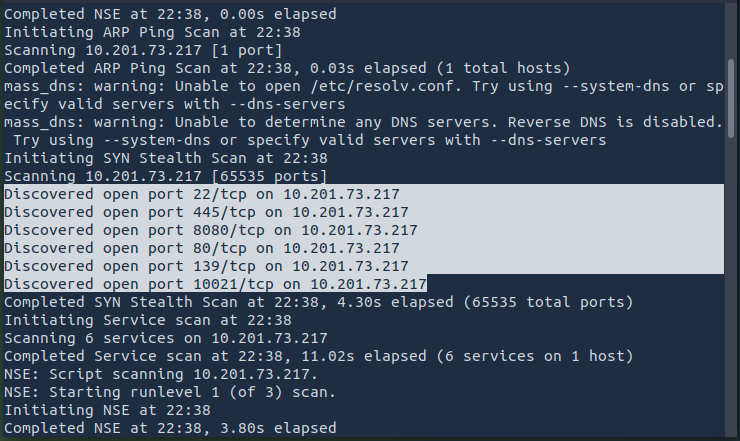 Completed NSE at 22:38, 0.00s elapsed
Initiating ARP Ping Scan at 22:38
Scanning 10.201.73.217 [1 port]
Completed ARP Ping Scan at 22:38, 0.03s elapsed (1 total hosts)
mass_dns: warning: Unable to open /etc/resolv.conf. Try using --system-dns or sp
ecify valid servers with --dns-servers
mass_dns: warning: Unable to determine any DNS servers. Reverse DNS is disabled.
 Try using --system-dns or specify valid servers with --dns-servers
Initiating SYN Stealth Scan at 22:38
Scanning 10.201.73.217 [65535 ports]
Discovered open port 22/tcp on 10.201.73.217
Discovered open port 445/tcp on 10.201.73.217
Discovered open port 8080/tcp on 10.201.73.217
Discovered open port 80/tcp on 10.201.73.217
Discovered open port 139/tcp on 10.201.73.217
Discovered open port 10021/tcp on 10.201.73.217
Completed SYN Stealth Scan at 22:38, 4.30s elapsed (65535 total ports)
Initiating Service scan at 22:38
Scanning 6 services on 10.201.73.217
Completed Service scan at 22:38, 11.02s elapsed (6 services on 1 host)
NSE: Script scanning 10.201.73.217.
NSE: Starting runlevel 1 (of 3) scan.
Initiating NSE at 22:38
Completed NSE at 22:38, 3.80s elapsed